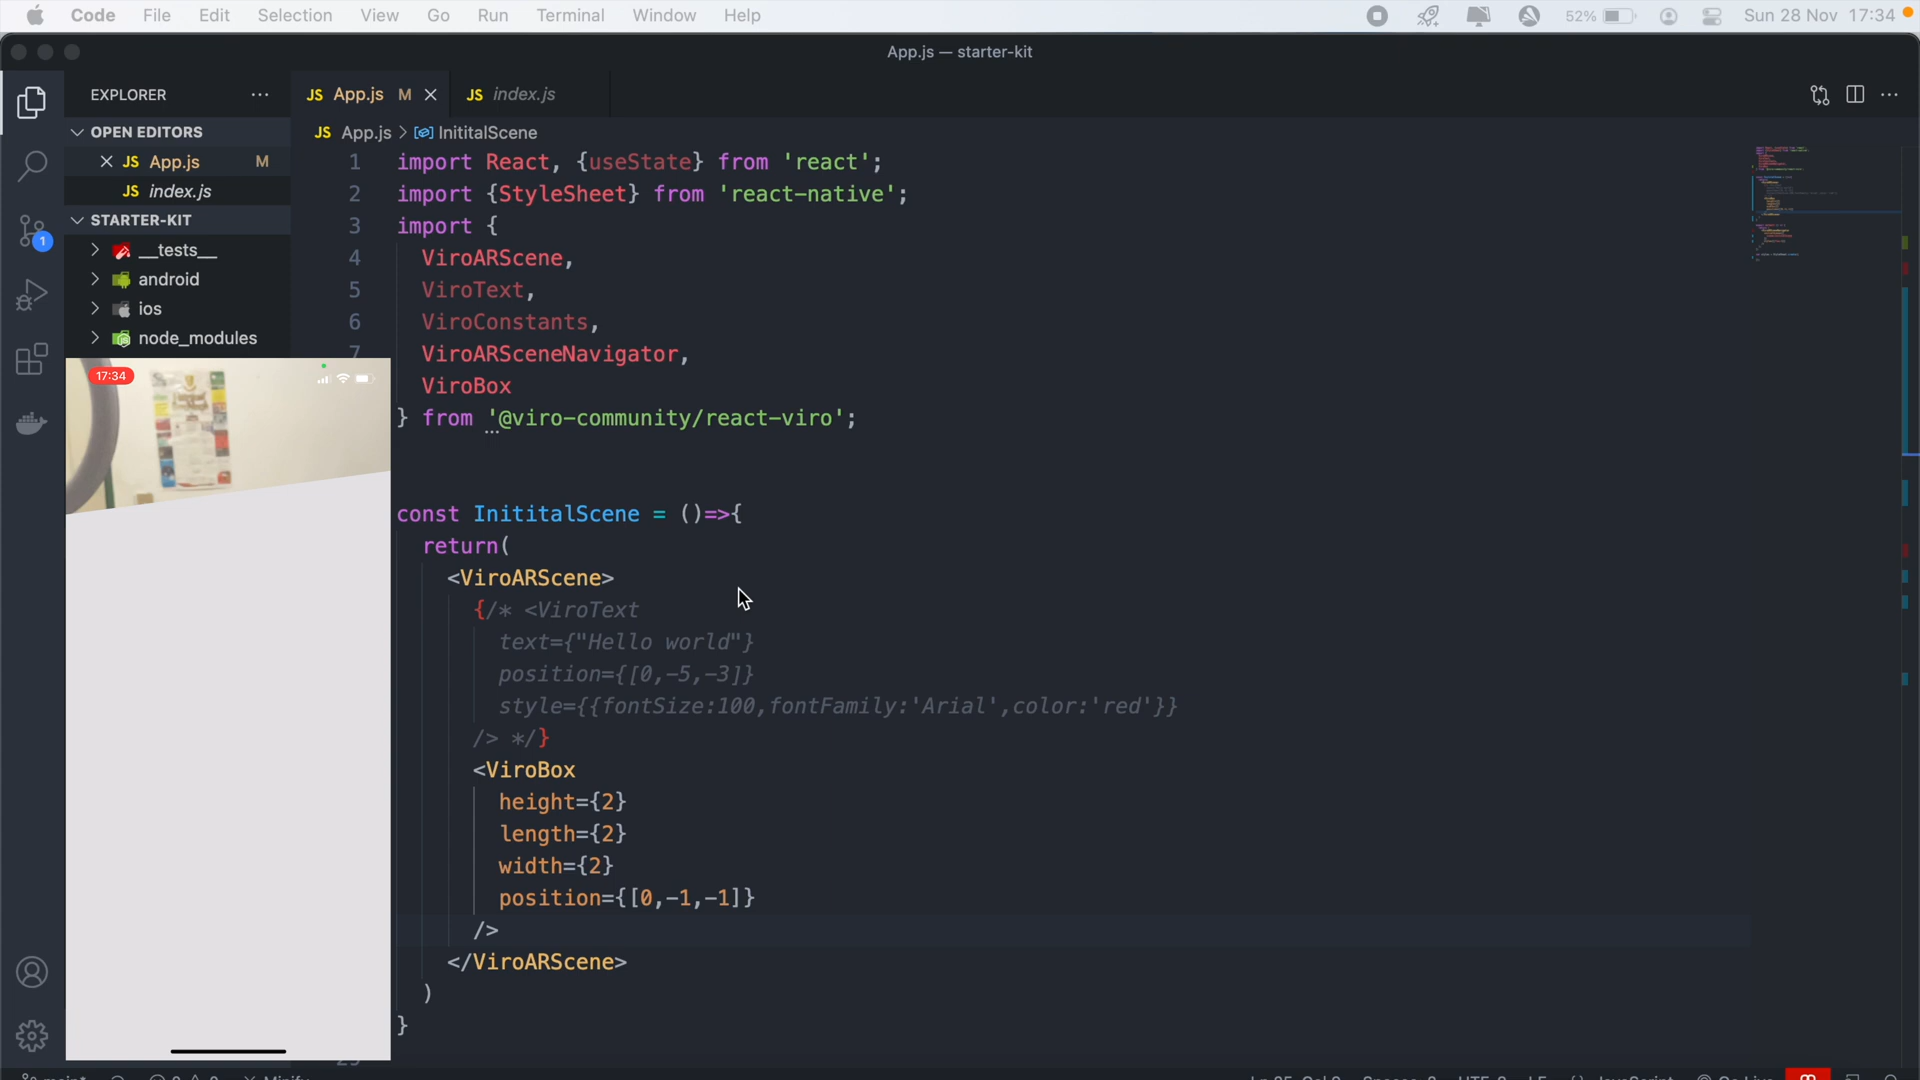 Code File Edit Selection View Go Run Terminal Window Help 52% Sun 28 Nov 17:34
App.js — starter-kit
EXPLORER
JS App.js M
JS index.js
OPEN EDITORS
JS App.js > InititalScene
JS App.js M
JS index.js
1
STARTER-KIT
__tests__
android
ios
node_modules
17:34
1 import React, {useState} from 'react';
2 import {StyleSheet} from 'react-native';
3 import {
4 ViroARScene,
5 ViroText,
6 ViroConstants,
7 ViroARSceneNavigator,
ViroBox
} from '@viro-community/react-viro';
const InititalScene = ()=>{
return(
<ViroARScene>
{/* <ViroText
text={"Hello world"}
position={[0,-5,-3]}
style={{fontSize:100,fontFamily:'Arial',color:'red'}}
/> */}
<ViroBox
height={2}
length={2}
width={2}
position={[0,-1,-1]}
/>
</ViroARScene>
)
}